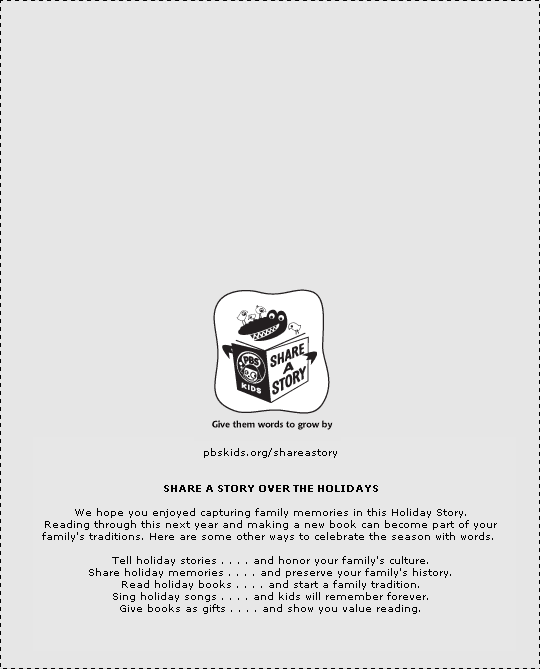 PBS
KIDS
SHARE
A
STORY
Give them words to grow by
pbskids.org/shareastory
SHARE A STORY OVER THE HOLIDAYS
We hope you enjoyed capturing family memories in this Holiday Story.
Reading through this next year and making a new book can become part of your
family's traditions. Here are some other ways to celebrate the season with words.
Tell holiday stories . . . . and honor your family's culture.
Share holiday memories . . . . and preserve your family's history.
Read holiday books . . . . and start a family tradition.
Sing holiday songs . . . . and kids will remember forever.
Give books as gifts . . . . and show you value reading.